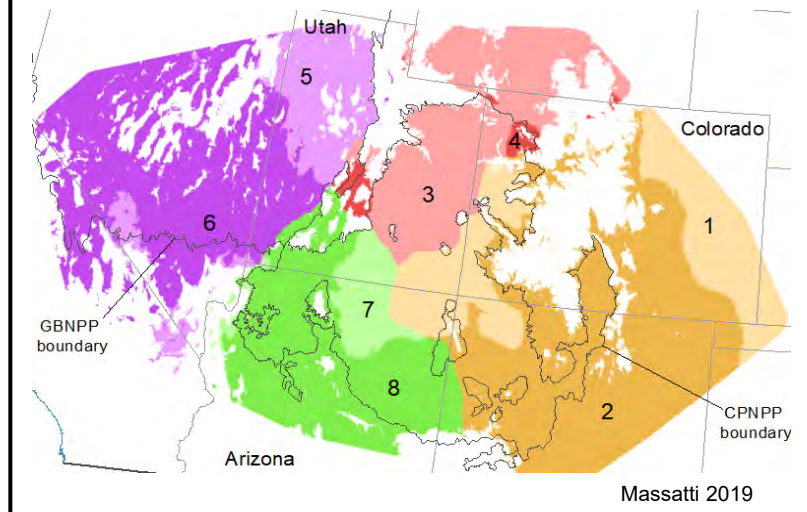 Utah
5
Colorado
4
3
1
6
7
GBNPP
boundary
8
2
CPNPP
boundary
Arizona
Massatti 2019